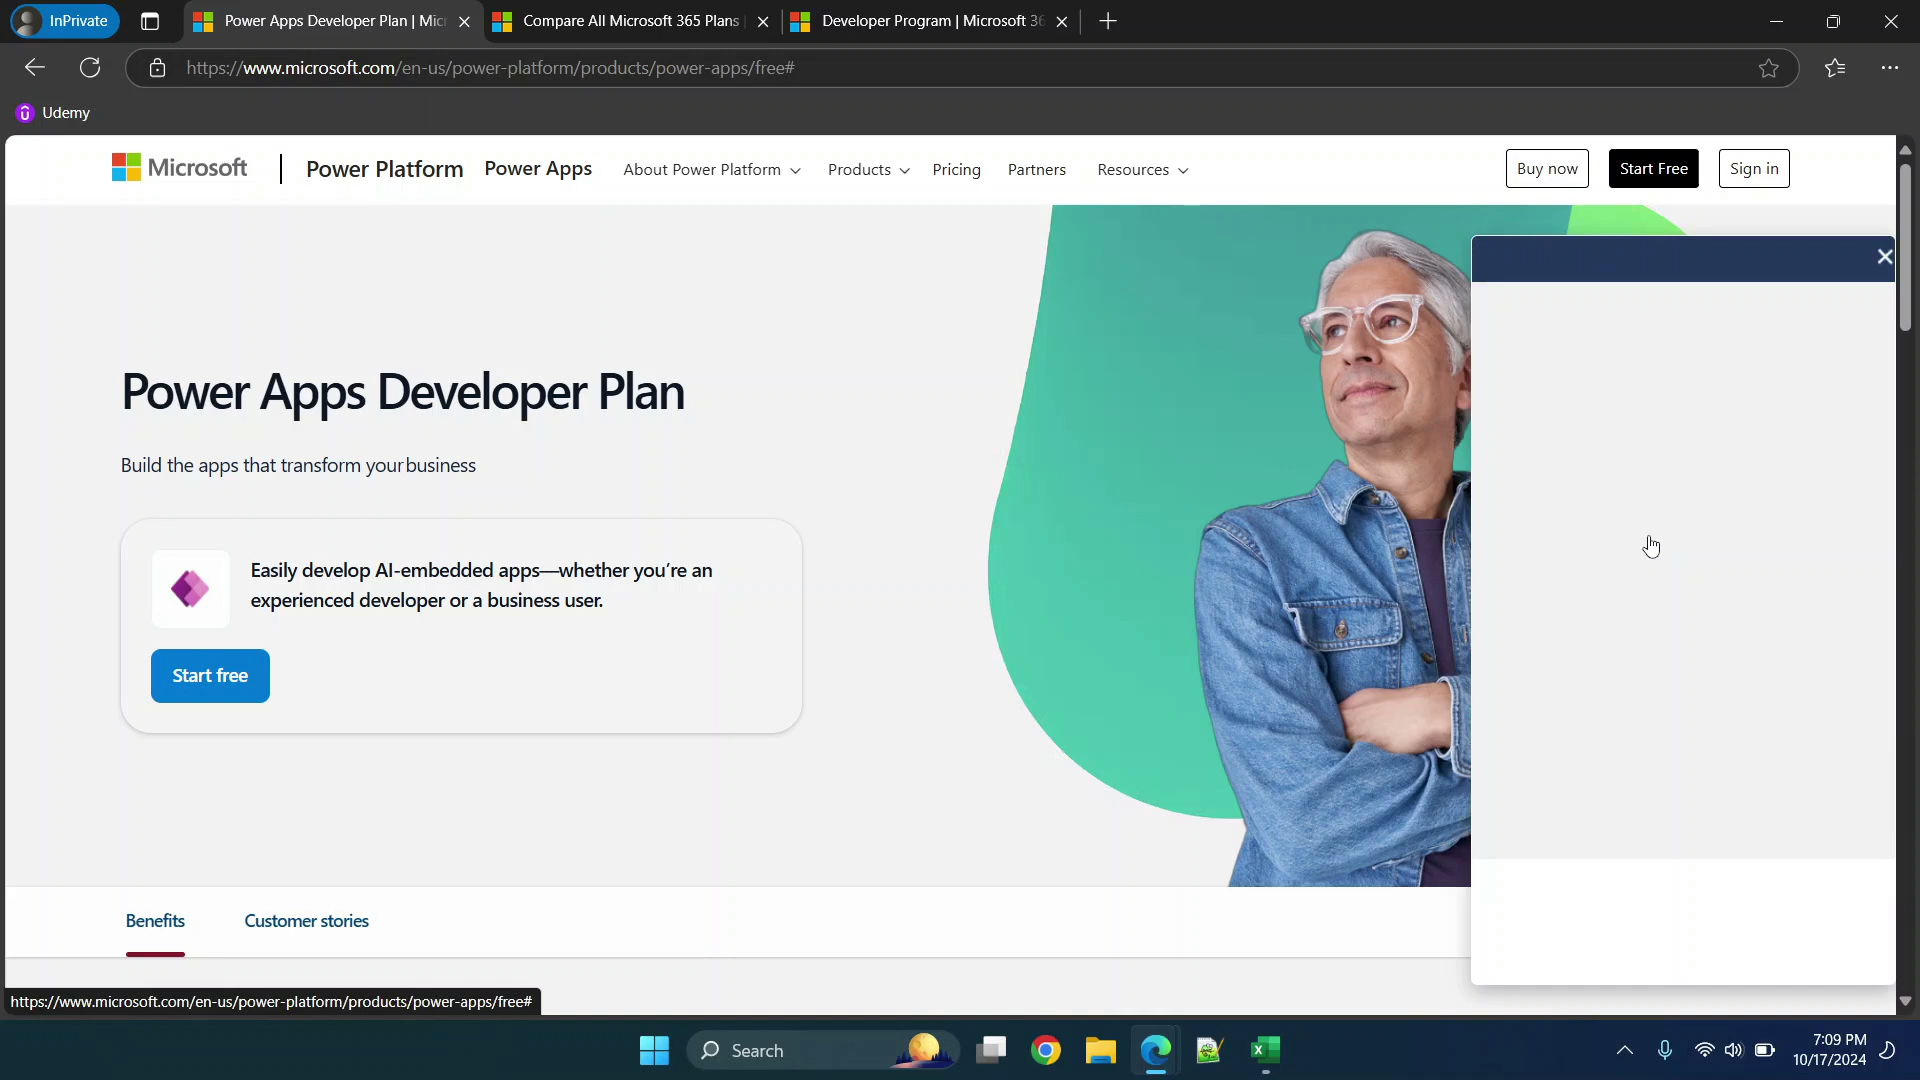 InPrivate
Power Apps Developer Plan | Mic
Compare All Microsoft 365 Plans
Developer Program | Microsoft 36
https://www.microsoft.com/en-us/power-platform/products/power-apps/free#
Udemy
Microsoft
Power Platform
Power Apps
About Power Platform
Products
Pricing
Partners
Resources
Buy now
Start Free
Sign in
Power Apps Developer Plan
Build the apps that transform your business
Easily develop AI-embedded apps—whether you're an
experienced developer or a business user.
Start free
Benefits
Customer stories
https://www.microsoft.com/en-us/power-platform/products/power-apps/free#
Search
7:09 PM
10/17/2024